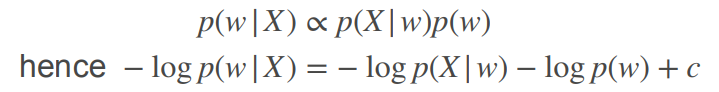 p(w|X) ∝ p(X|w)p(w)
hence − log p(w|X) = − log p(X|w) − log p(w) + c